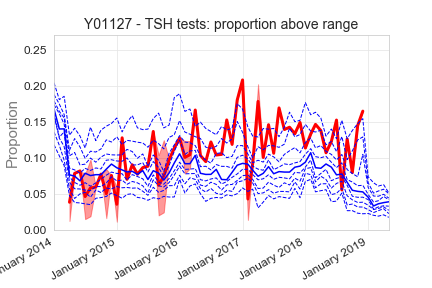 Y01127 - TSH tests: proportion above range
Proportion
0.25
0.20
0.15
0.10
0.05
0.00
nuary 2014
January 2015
January 2016
January 2017
January 2018
January 2019